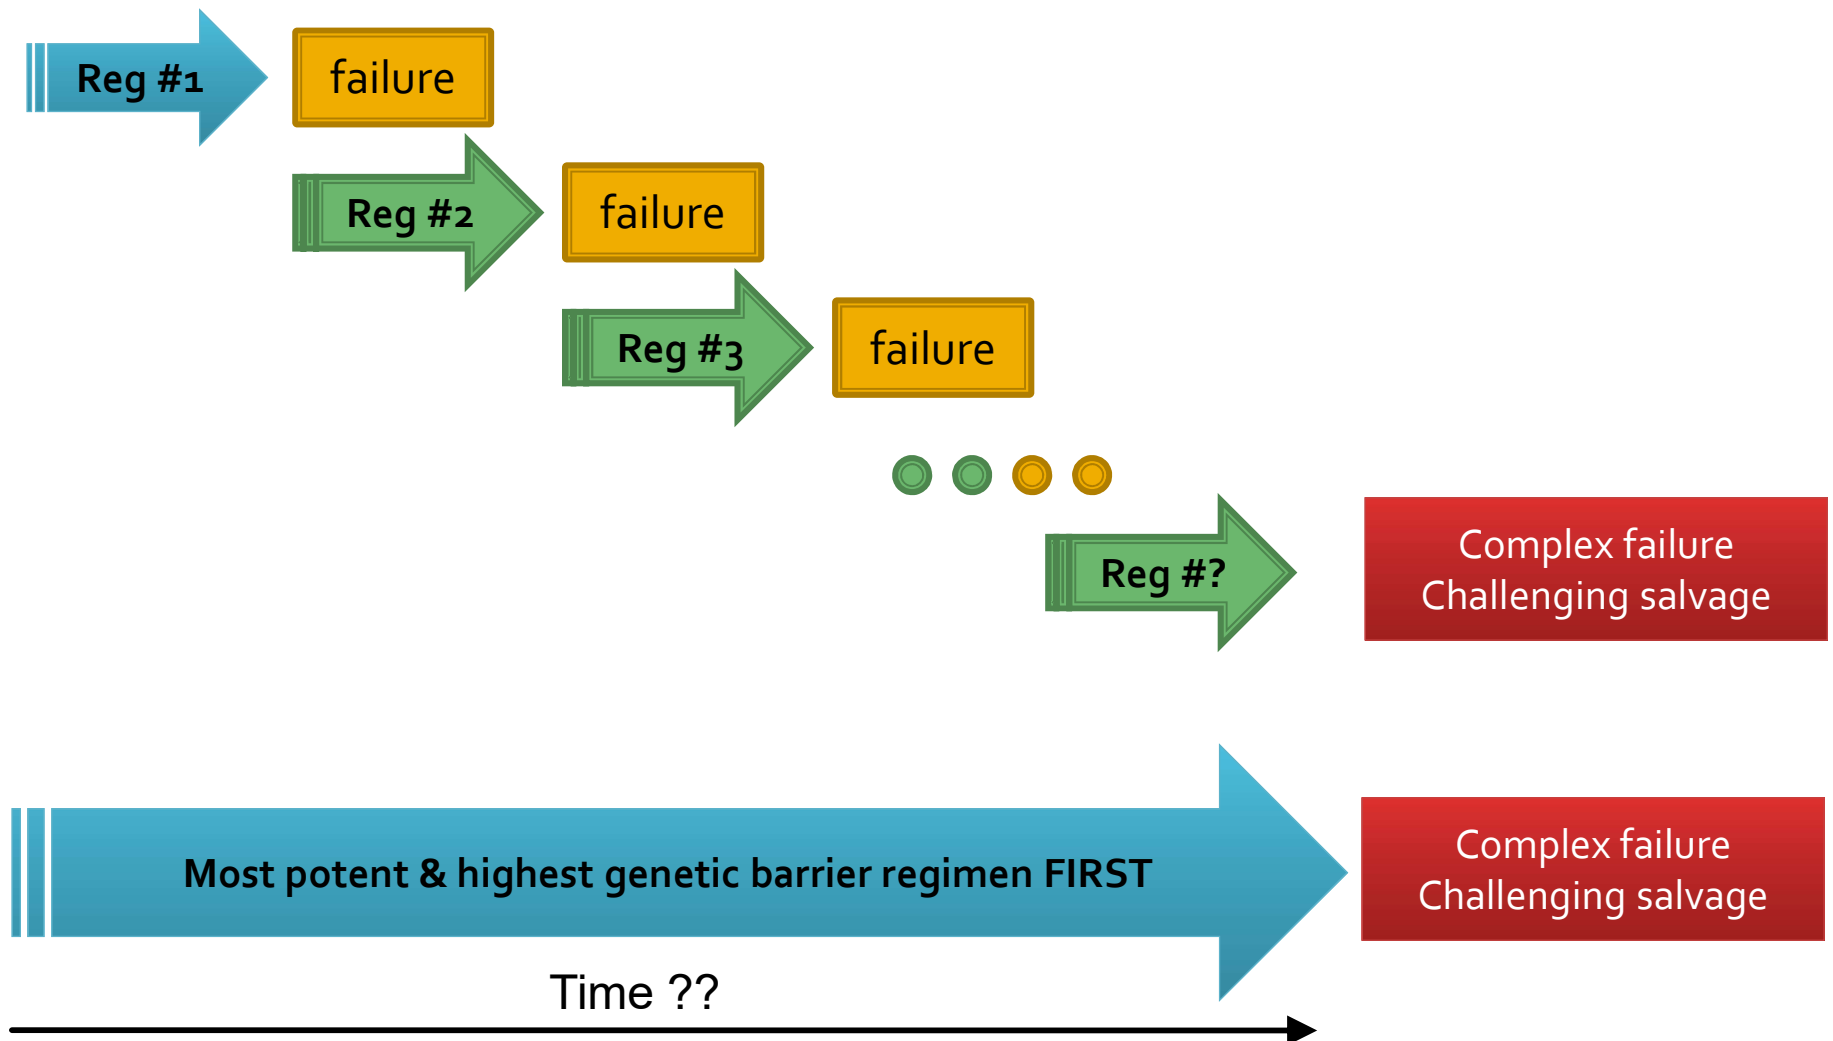 Reg #1
failure
Reg #2
failure
Reg #3
failure
Reg #?
Complex failure
Challenging salvage
Most potent & highest genetic barrier regimen FIRST
Complex failure
Challenging salvage
Time ??